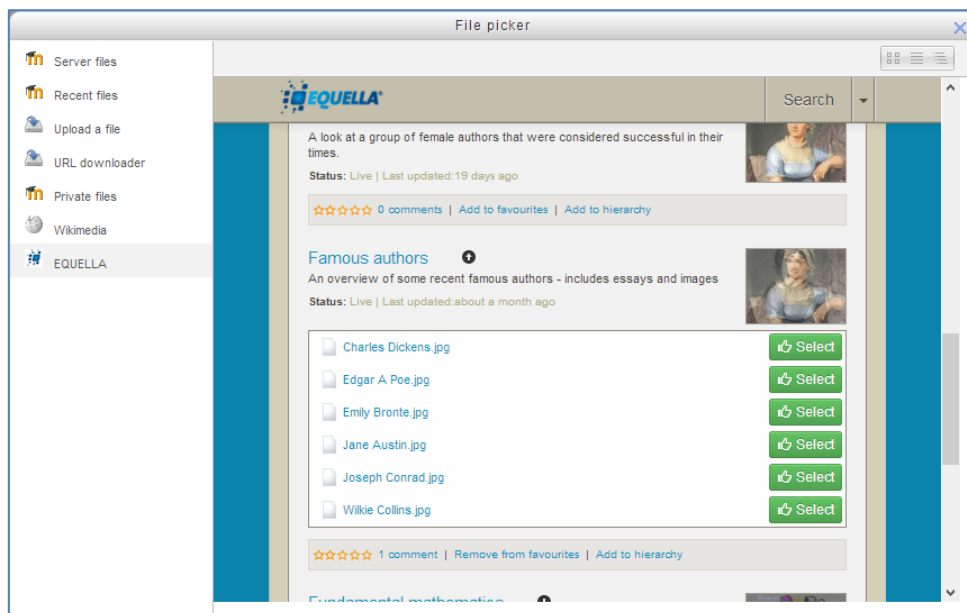 File picker
Server files
Recent files
Upload a file
URL downloader
Private files
Wikimedia
EQUELLA
EQUELLA
Search
A look at a group of female authors that were considered successful in their
times.
Status: Live | Last updated:19 days ago
0 comments | Add to favourites | Add to hierarchy
Famous authors
An overview of some recent famous authors - includes essays and images
Status: Live | Last updated:about a month ago
Charles Dickens.jpg Select
Edgar A Poe.jpg Select
Emily Bronte.jpg Select
Jane Austin.jpg Select
Joseph Conrad.jpg Select
Wilkie Collins.jpg Select
1 comment | Remove from favourites | Add to hierarchy
Fundamental mathematics